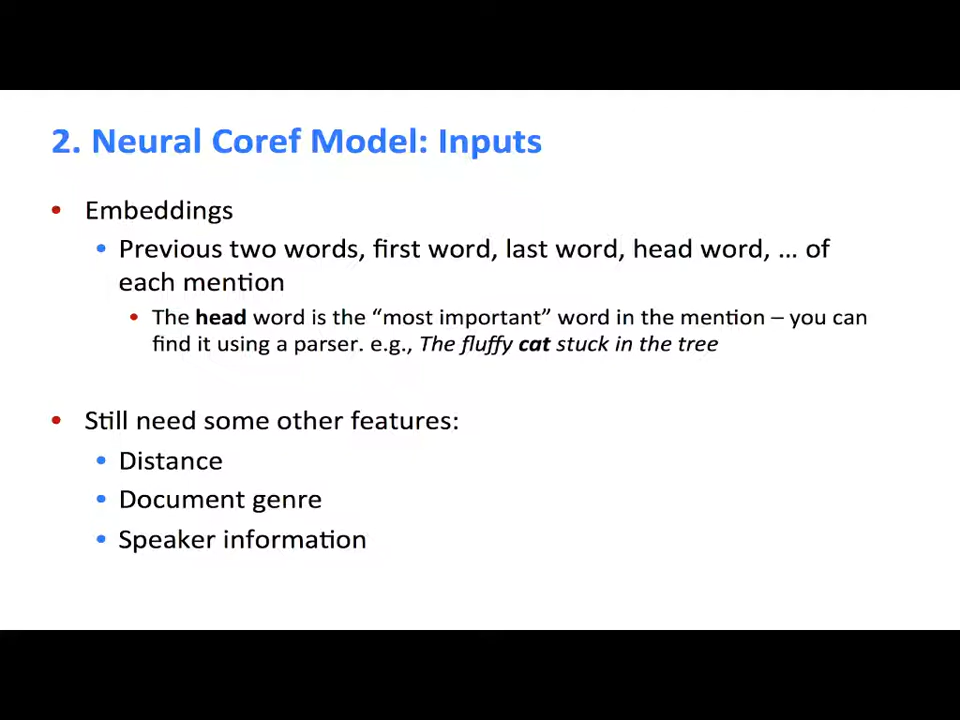 2. Neural Coref Model: Inputs
• Embeddings
• Previous two words, first word, last word, head word, … of
each mention
• The head word is the “most important” word in the mention – you can
find it using a parser. e.g., The fluffy cat stuck in the tree
• Still need some other features:
• Distance
• Document genre
• Speaker information